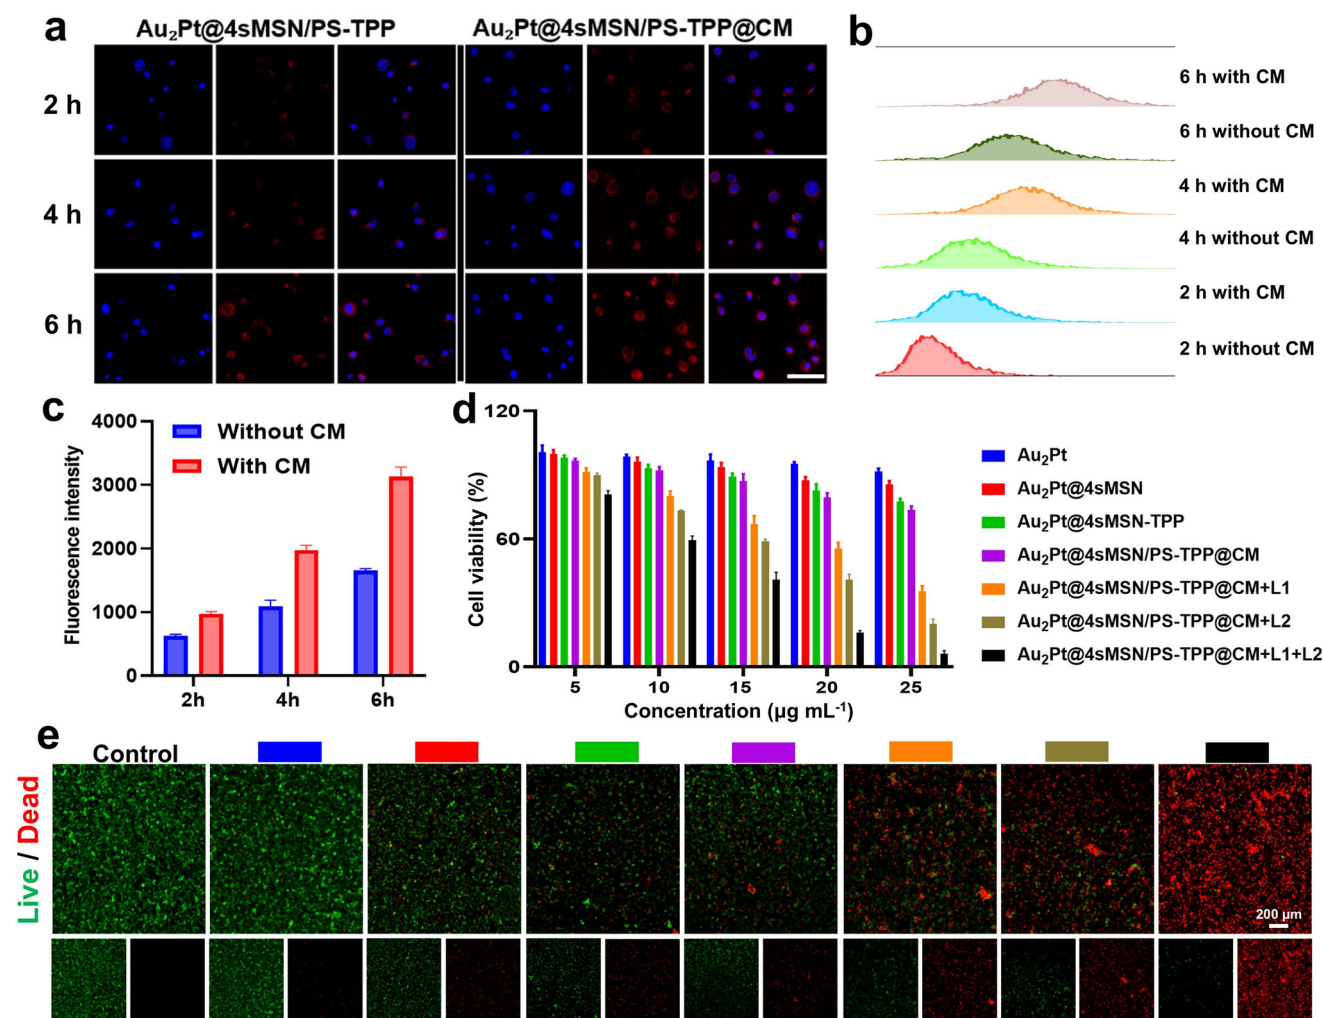 a
Au₂Pt@4sMSN/PS-TPP
Au₂Pt@4sMSN/PS-TPP@CM
2 h
4 h
6 h
b
6 h with CM
6 h without CM
4 h with CM
4 h without CM
2 h with CM
2 h without CM
c
Fluorescence intensity
4000
3000
2000
1000
0
Without CM
With CM
2h
4h
6h
d
Cell viability (%)
120
60
0
5
10
15
20
25
Concentration (μg mL⁻¹)
Au₂Pt
Au₂Pt@4sMSN
Au₂Pt@4sMSN-TPP
Au₂Pt@4sMSN/PS-TPP@CM
Au₂Pt@4sMSN/PS-TPP@CM+L1
Au₂Pt@4sMSN/PS-TPP@CM+L2
Au₂Pt@4sMSN/PS-TPP@CM+L1+L2
e
Control
Live / Dead
200 μm